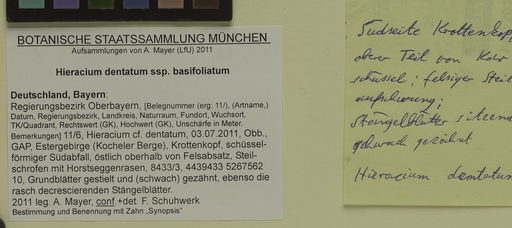 BOTANISCHE STAATSSAMMLUNG MÜNCHEN
Aufsammlungen von A. Mayer (LfU) 2011
Hieracium dentatum ssp. basifoliatum
Deutschland, Bayern:
Regierungsbezirk Oberbayern, [Belegnummer (erg: 11/), (Artname,)
Datum, Regierungsbezirk, Landkreis, Naturraum, Fundort, Wuchsort,
TK/Quadrant, Rechtswert (GK), Hochwert (GK), Unschärfe in Meter.
Bemerkungen] 11/6, Hieracium cf. dentatum, 03.07.2011, Obb.,
GAP, Estergebirge (Kocheler Berge), Krottenkopf, schüssel-
förmiger Südabfall, östlich oberhalb von Felsabsatz, Steil-
schrofen mit Horstseggenrasen, 8433/3, 4439433 5267562
10, Grundblätter gestielt und (schwach) gezähnt, ebenso die
rasch decrescierenden Stängelblätter.
2011 leg. A. Mayer, conf.+det. F. Schuhwerk
Bestimmung und Benennung mit Zahn „Synopsis"
Südseite Krottenkopf
oberer Teil von Kar
schüssel; felsiger Steil
Stängelblätter sitzend
schwach gezähnt
Hieracium dentatum